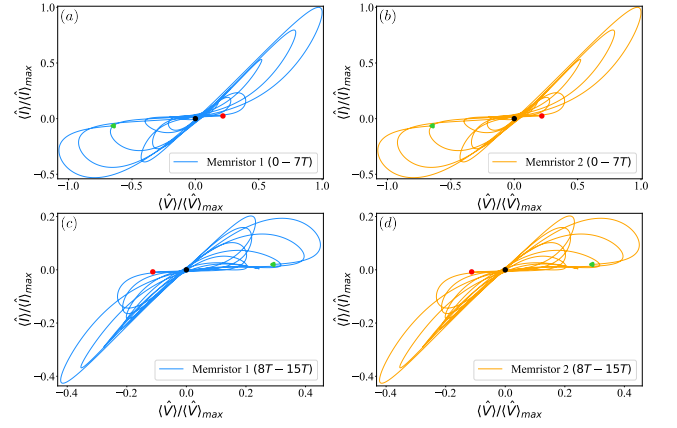 (a)
1.0
0.5
0.0
−0.5
⟨Î⟩/⟨Î⟩max
Memristor 1 (0 − 7T)
−1.0 −0.5 0.0 0.5 1.0
⟨V̂⟩/⟨V̂⟩max
(b)
1.0
0.5
0.0
−0.5
⟨Î⟩/⟨Î⟩max
Memristor 2 (0 − 7T)
−1.0 −0.5 0.0 0.5 1.0
⟨V̂⟩/⟨V̂⟩max
(c)
0.2
0.0
−0.2
−0.4
⟨Î⟩/⟨Î⟩max
Memristor 1 (8T − 15T)
−0.4 −0.2 0.0 0.2 0.4
⟨V̂⟩/⟨V̂⟩max
(d)
0.2
0.0
−0.2
−0.4
⟨Î⟩/⟨Î⟩max
Memristor 2 (8T − 15T)
−0.4 −0.2 0.0 0.2 0.4
⟨V̂⟩/⟨V̂⟩max